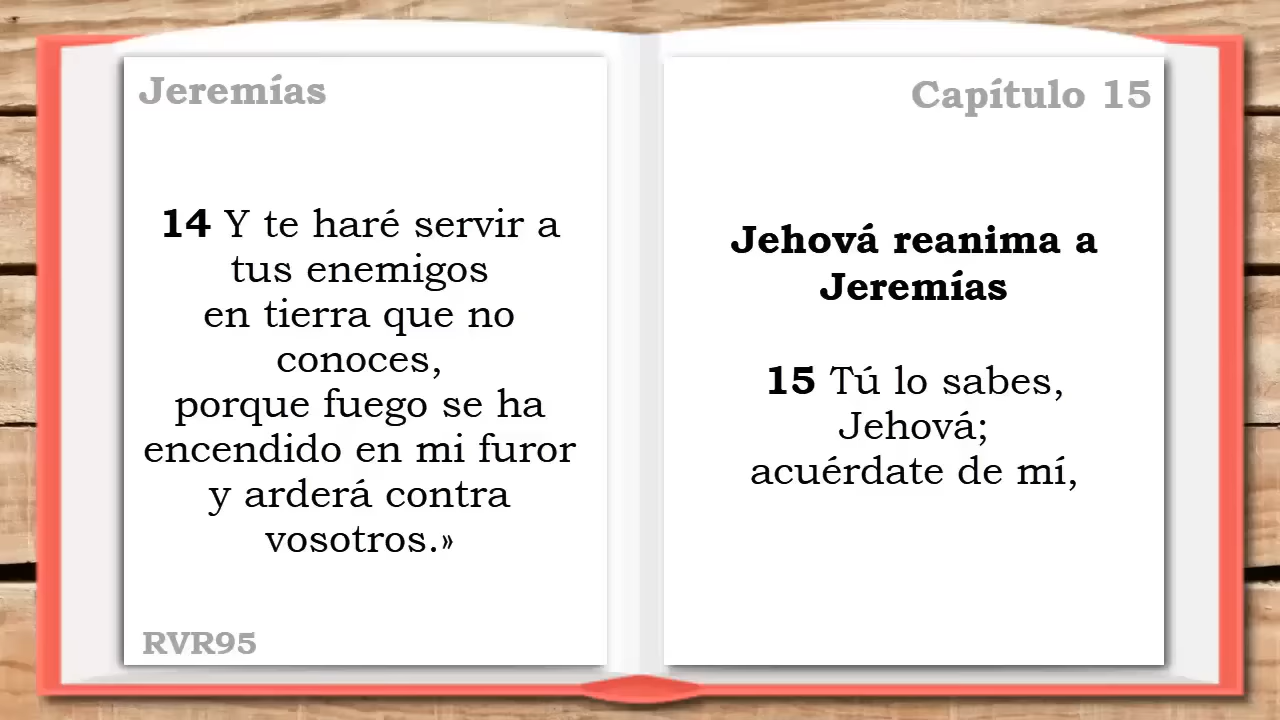 Jeremías
14 Y te haré servir a
tus enemigos
en tierra que no
conoces,
porque fuego se ha
encendido en mi furor
y arderá contra
vosotros.»
RVR95
Capítulo 15
Jehová reanima a
Jeremías
15 Tú lo sabes,
Jehová;
acuérdate de mí,